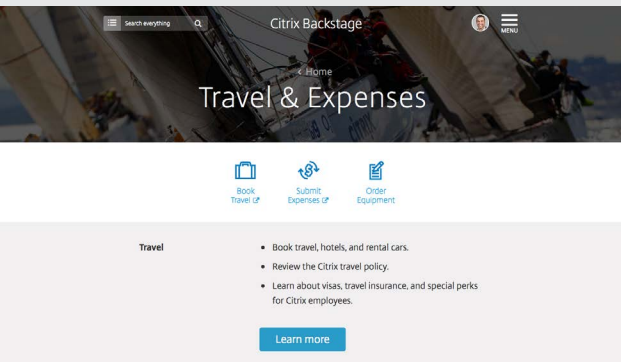 Search everything
Citrix Backstage
MENU
‹ Home
Travel & Expenses
Book
Travel
Submit
Expenses
Order
Equipment
Travel
• Book travel, hotels, and rental cars.
• Review the Citrix travel policy.
• Learn about visas, travel insurance, and special perks
for Citrix employees.
Learn more